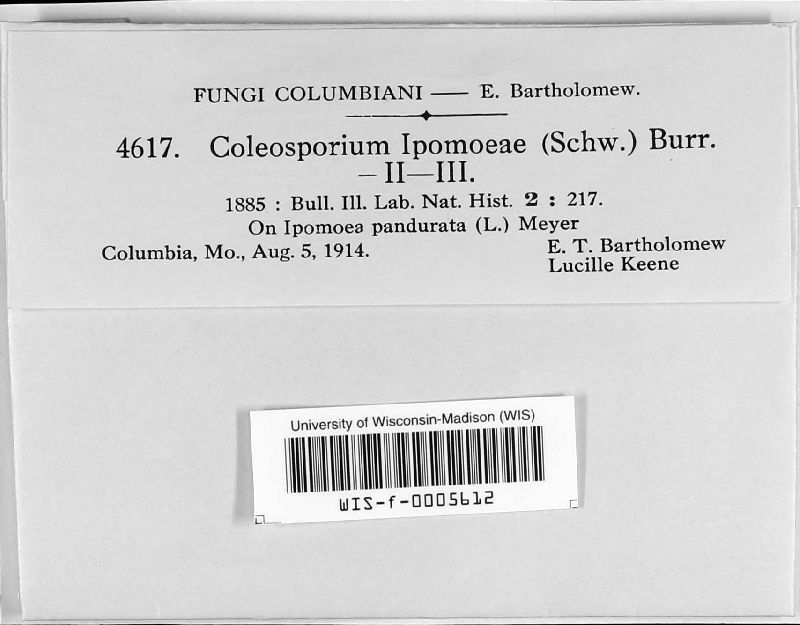 FUNGI COLUMBIANI — E. Bartholomew.
4617. Coleosporium Ipomoeae (Schw.) Burr.
– II—III.
1885 : Bull. Ill. Lab. Nat. Hist. 2 : 217.
On Ipomoea pandurata (L.) Meyer
Columbia, Mo., Aug. 5, 1914.
E. T. Bartholomew
Lucille Keene
University of Wisconsin-Madison (WIS)
WIS-f-0005612